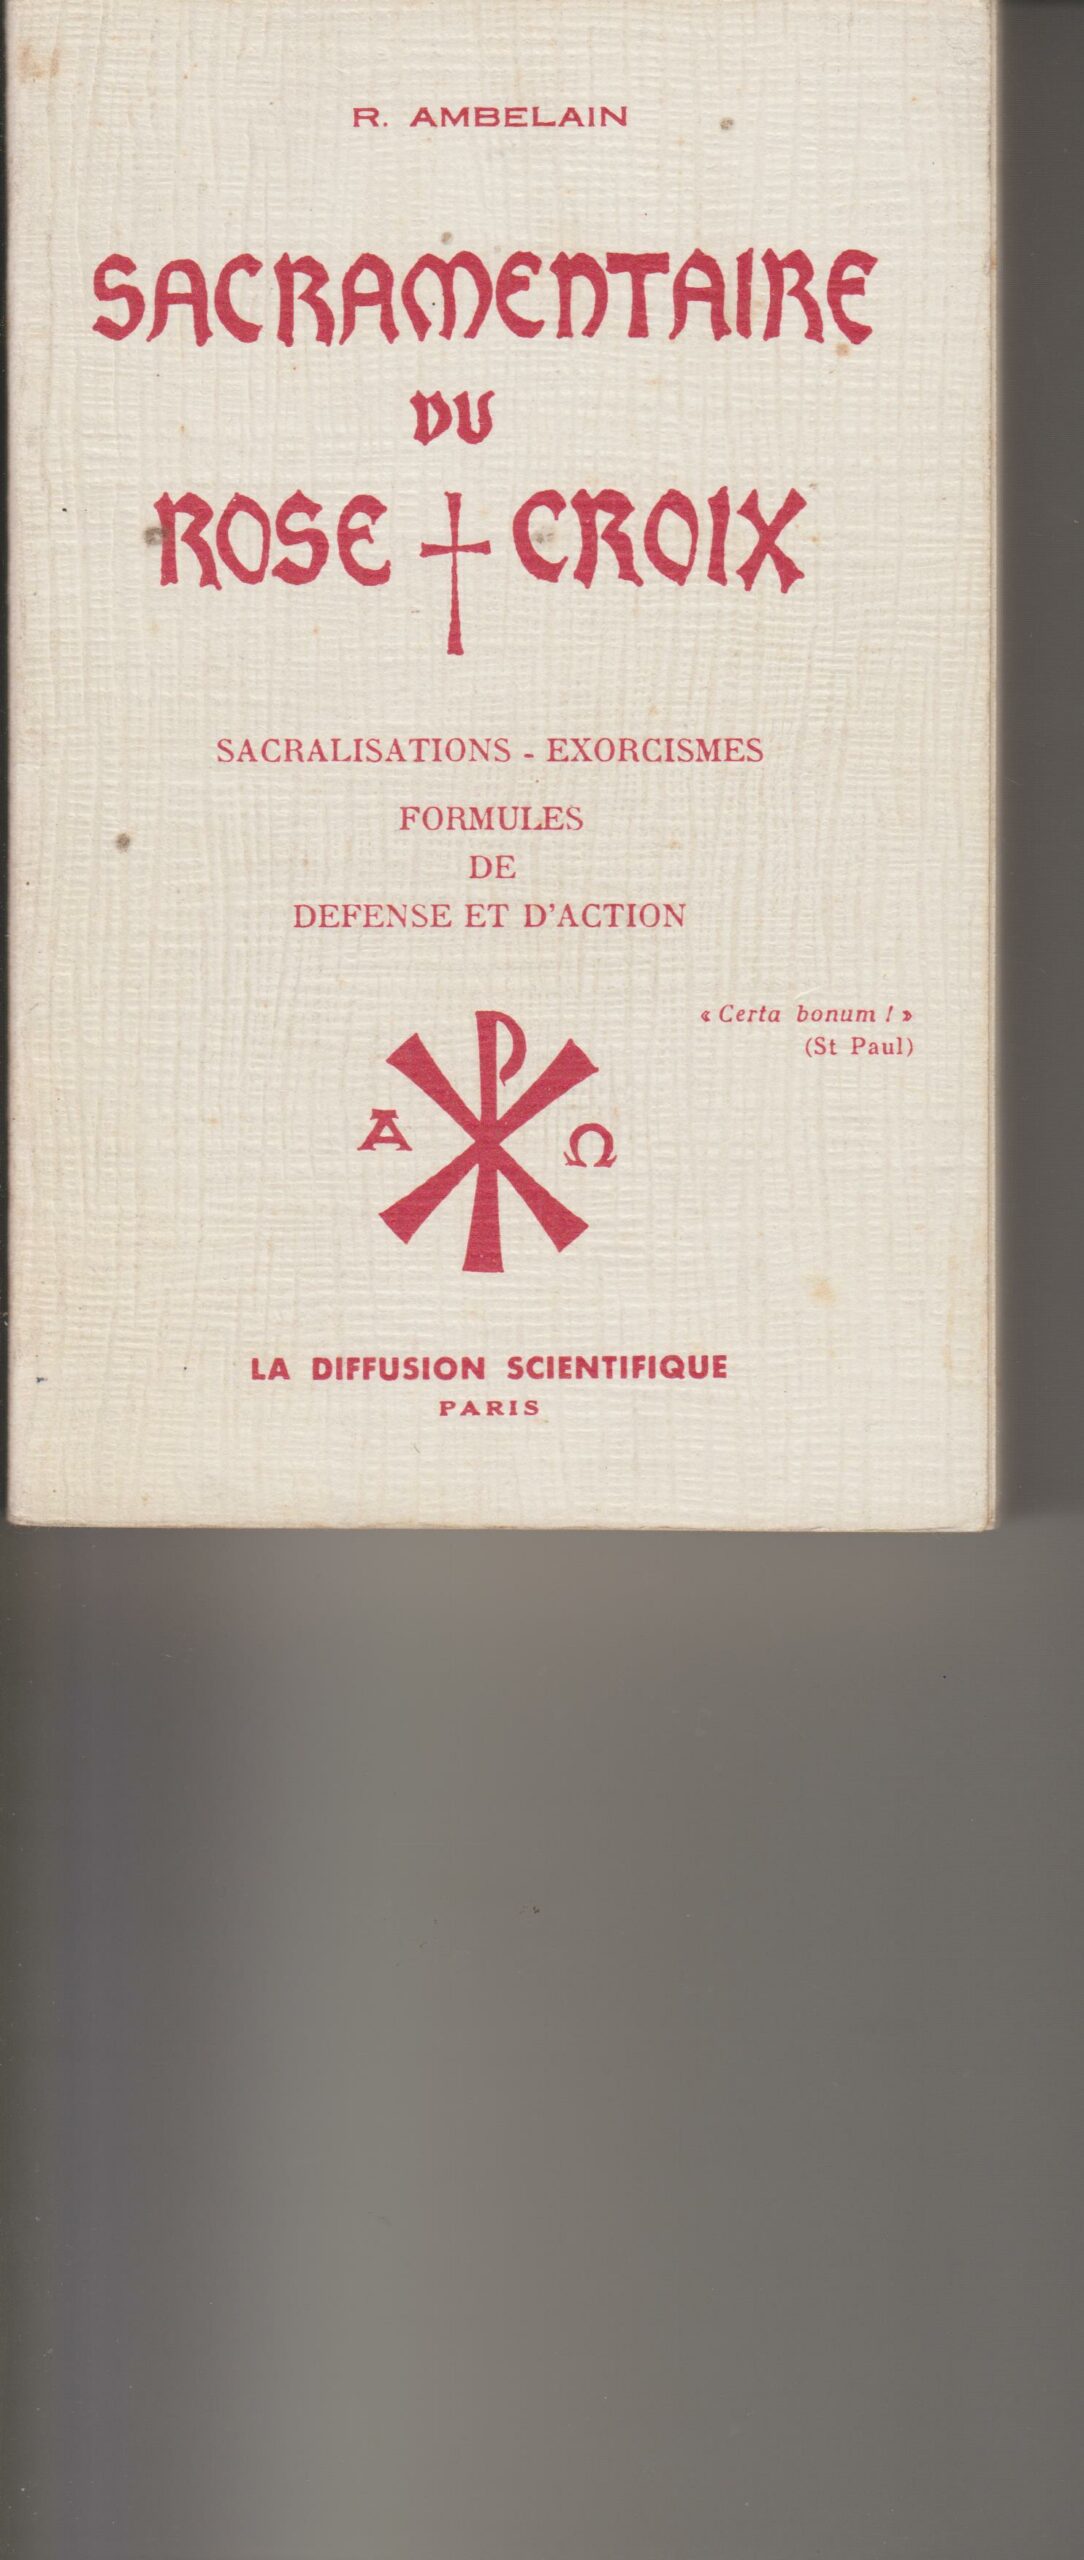 R. AMBELAIN
SACRAMENTAIRE
DU
ROSE † CROIX
SACRALISATIONS - EXORCISMES
FORMULES
DE
DEFENSE ET D'ACTION
« Certa bonum ! »
(St Paul)
Α Ω
LA DIFFUSION SCIENTIFIQUE
PARIS